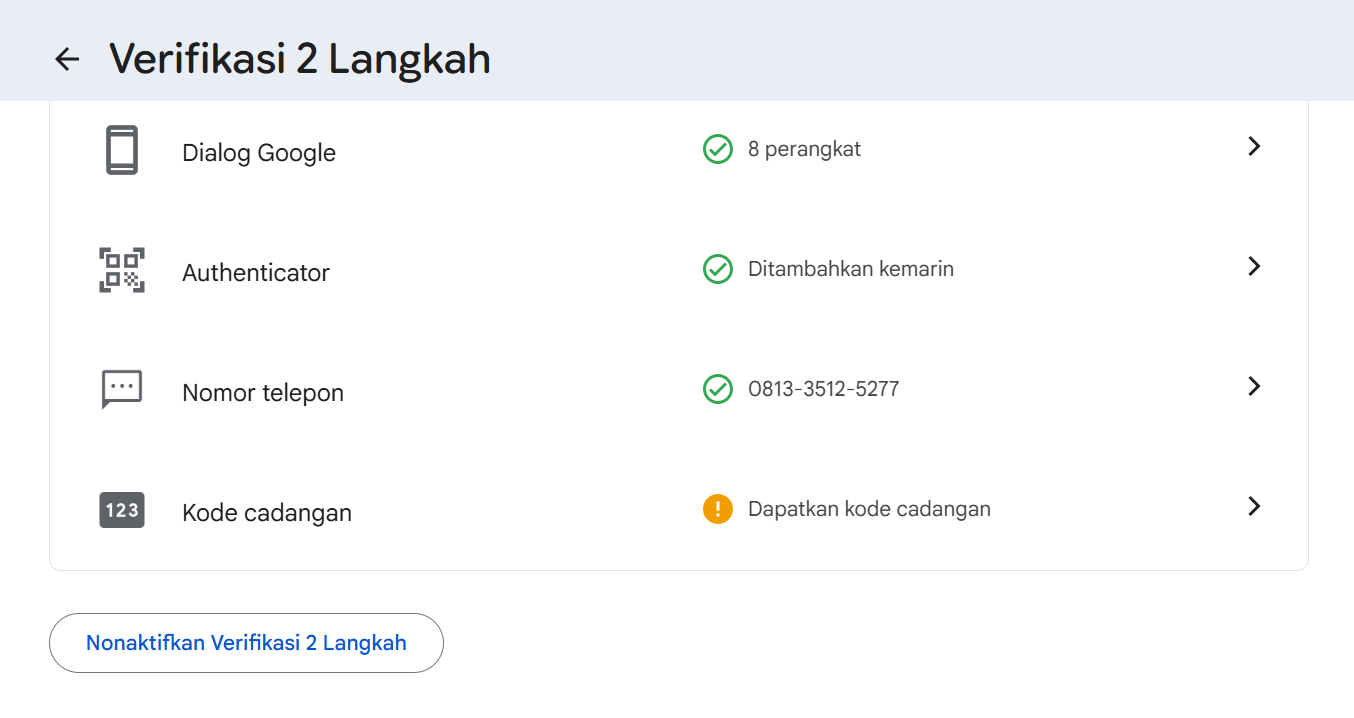 Verifikasi 2 Langkah
Dialog Google
8 perangkat
Authenticator
Ditambahkan kemarin
Nomor telepon
0813-3512-5277
123
Kode cadangan
Dapatkan kode cadangan
Nonaktifkan Verifikasi 2 Langkah